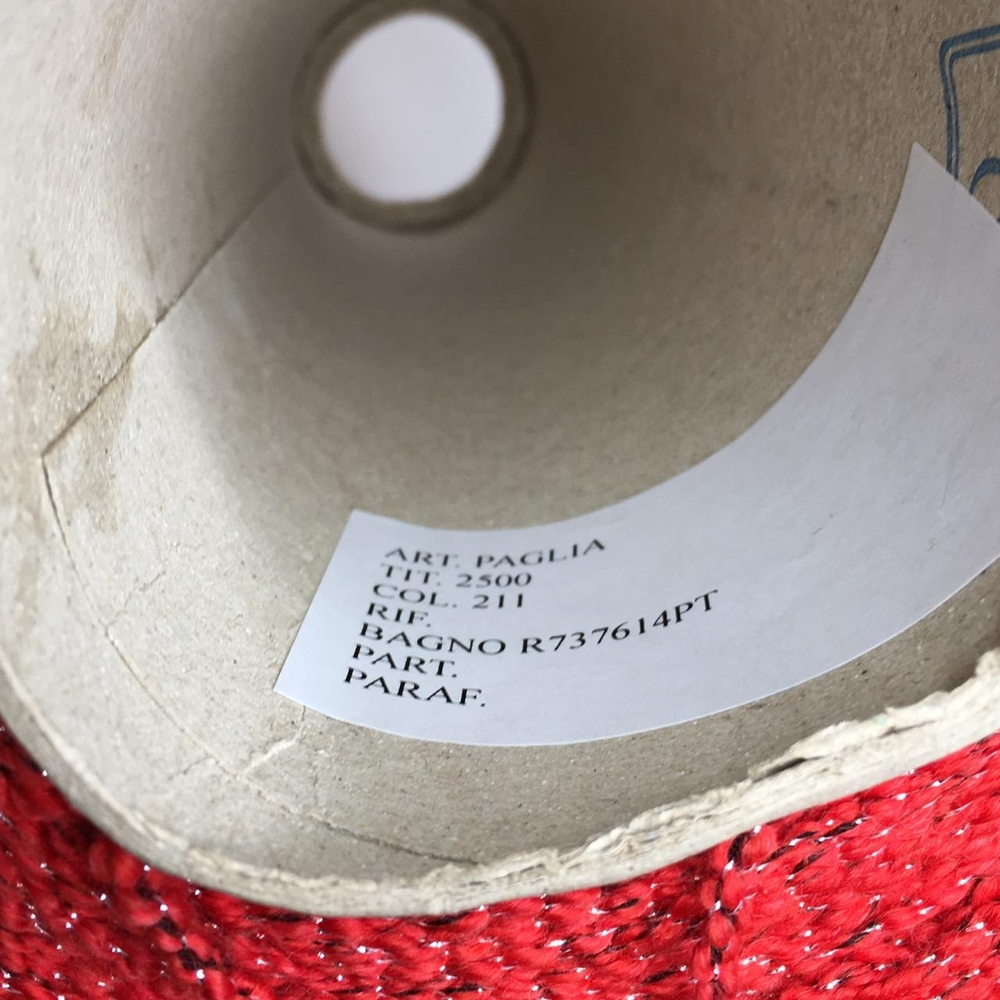 ART. PAGLIA
TIT. 2500
COL. 211
RIF.
BAGNO R737614PT
PART.
PARAF.